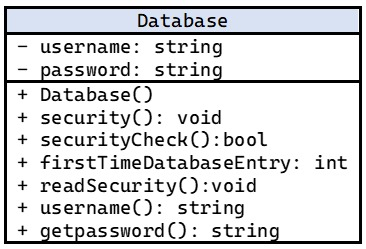 Database
- username: string
- password: string
+ Database()
+ security(): void
+ securityCheck():bool
+ firstTimeDatabaseEntry: int
+ readSecurity():void
+ username(): string
+ getpassword(): string